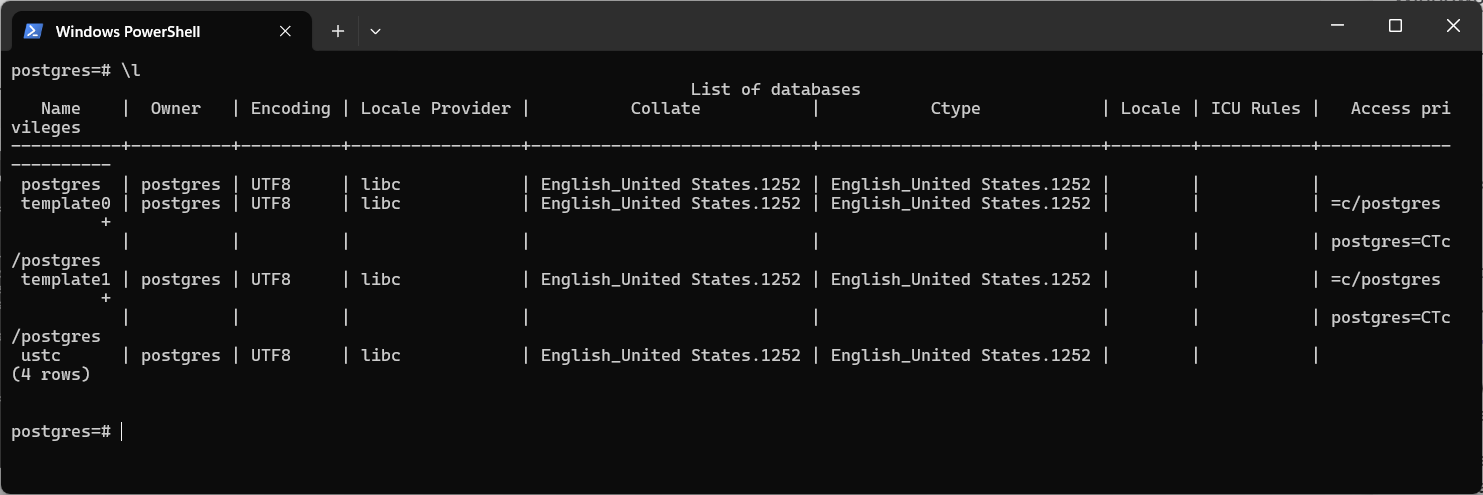 Windows PowerShell
postgres=# \l
                                                                    List of databases
   Name    |  Owner   | Encoding | Locale Provider |          Collate           |           Ctype            | Locale | ICU Rules |   Access pri
vileges
-----------+----------+----------+-----------------+----------------------------+----------------------------+--------+-----------+-------------
----------
 postgres  | postgres | UTF8     | libc            | English_United States.1252 | English_United States.1252 |        |           |
 template0 | postgres | UTF8     | libc            | English_United States.1252 | English_United States.1252 |        |           | =c/postgres
         +
           |          |          |                 |                            |                            |        |           | postgres=CTc
/postgres
 template1 | postgres | UTF8     | libc            | English_United States.1252 | English_United States.1252 |        |           | =c/postgres
         +
           |          |          |                 |                            |                            |        |           | postgres=CTc
/postgres
 ustc      | postgres | UTF8     | libc            | English_United States.1252 | English_United States.1252 |        |           |
(4 rows)
postgres=#